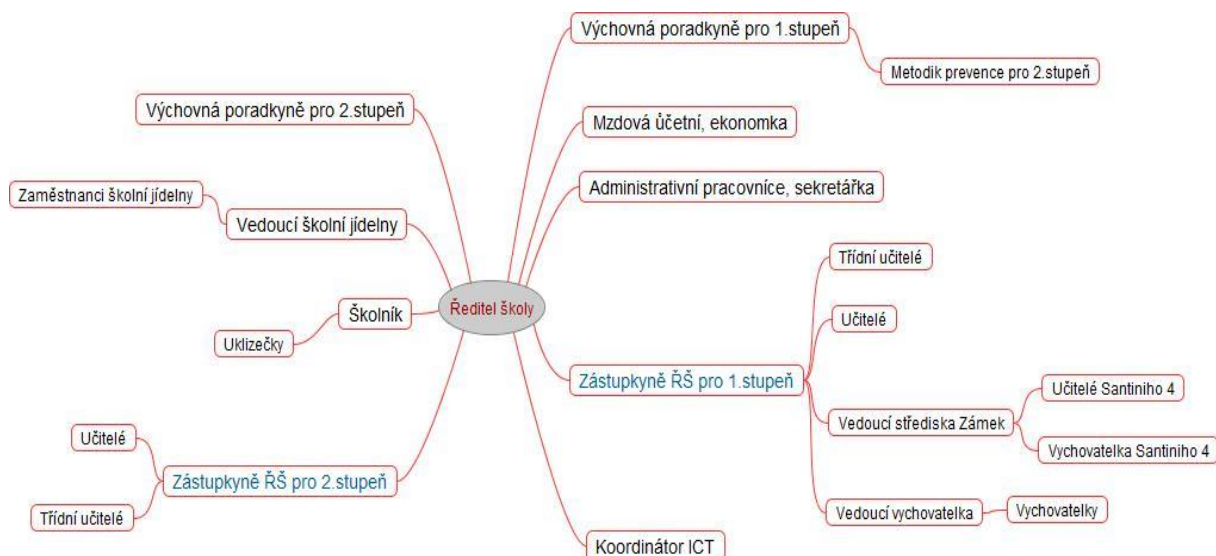 Výchovná poradkyně pro 1.stupeň
Metodik prevence pro 2.stupeň
Výchovná poradkyně pro 2.stupeň
Mzdová ůčetní, ekonomka
Zaměstnanci školní jídelny
Administrativní pracovníce, sekretářka
Vedoucí školní jídelny
Třídní učitelé
Ředitel školy
Školník
Učitelé
Uklizečky
Zástupkyně ŘŠ pro 1.stupeň
Učitelé Santiniho 4
Vedoucí střediska Zámek
Učitelé
Vychovatelka Santiniho 4
Zástupkyně ŘŠ pro 2.stupeň
Vedoucí vychovatelka
Vychovatelky
Třídní učitelé
Koordinátor ICT